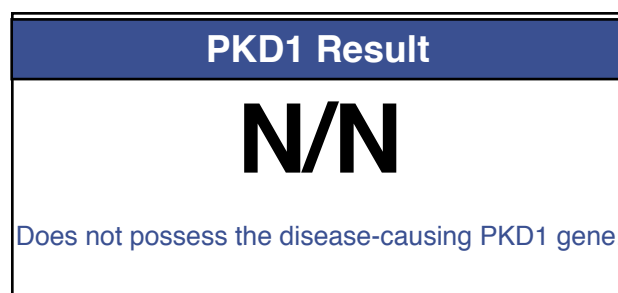 PKD1 Result
N/N
Does not possess the disease-causing PKD1 gene